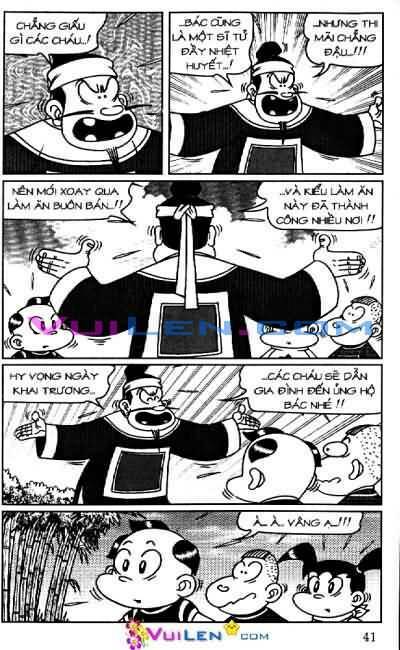 CHẲNG GIẤU
GÌ CÁC CHÁU...!
...BÁC CŨNG
LÀ MỘT SĨ TỬ
ĐẦY NHIỆT
HUYẾT...!
...NHƯNG THI
MÃI CHẲNG
ĐẬU...!!!
NÊN MỚI XOAY QUA
LÀM ĂN BUÔN BÁN...!!
...VÀ KIỂU LÀM ĂN
NÀY ĐÃ THÀNH
CÔNG NHIỀU NƠI !!
VUILEN.COM
HY VỌNG NGÀY
KHAI TRƯƠNG...
...CÁC CHÁU SẼ DẪN
GIA ĐÌNH ĐẾN ỦNG HỘ
BÁC NHÉ !!
À... À... VÂNG Ạ...!!!
VUILEN.COM
41